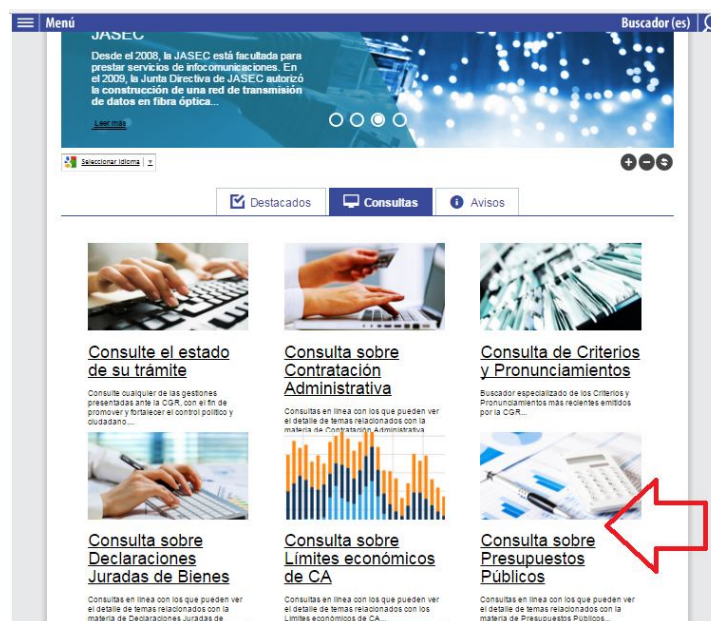 Menú
Buscador (es)
JASEC
Desde el 2008, la JASEC está facultada para
prestar servicios de infocomunicaciones. En
el 2009, la Junta Directiva de JASEC autorizó
la construcción de una red de transmisión
de datos en fibra óptica...
Leer más
Seleccionar idioma
Destacados
Consultas
Avisos
Consulte el estado
de su trámite
Consulte cualquier de las gestiones
presentadas ante la CGR, con el fin de
promover y fortalecer el control político y
ciudadano...
Consulta sobre
Contratación
Administrativa
Consultas en línea con los que pueden ver
el detalle de temas relacionados con la
materia de Contratación Administrativa
Consulta de Criterios
y Pronunciamientos
Buscador especializado de los Criterios y
Pronunciamientos más recientes emitidos
por la CGR...
Consulta sobre
Declaraciones
Juradas de Bienes
Consultas en línea con los que pueden ver
el detalle de temas relacionados con la
materia de Declaraciones Juradas de
Consulta sobre
Límites económicos
de CA
Consultas en línea con los que pueden ver
el detalle de temas relacionados con los
Límites económicos de CA...
Consulta sobre
Presupuestos
Públicos
Consultas en línea con los que pueden ver
el detalle de temas relacionados con la
materia de Presupuestos Públicos...